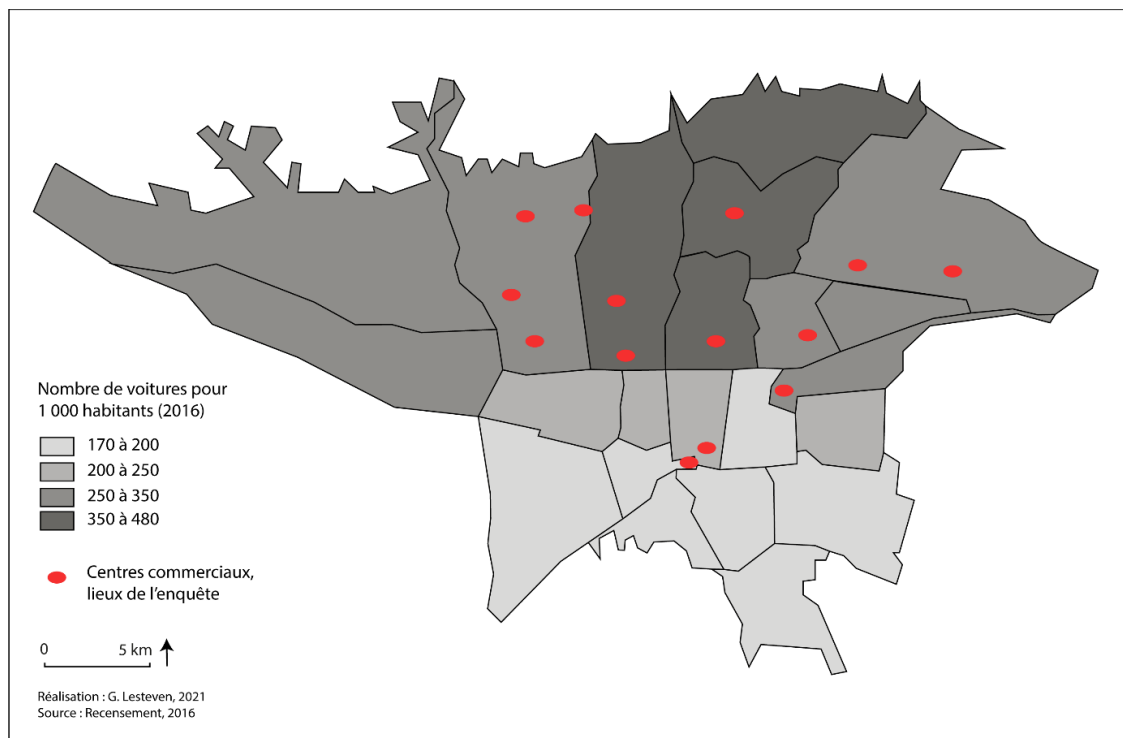 Nombre de voitures pour
1 000 habitants (2016)
170 à 200
200 à 250
250 à 350
350 à 480
Centres commerciaux,
lieux de l'enquête
0 5 km
Réalisation : G. Lesteven, 2021
Source : Recensement, 2016